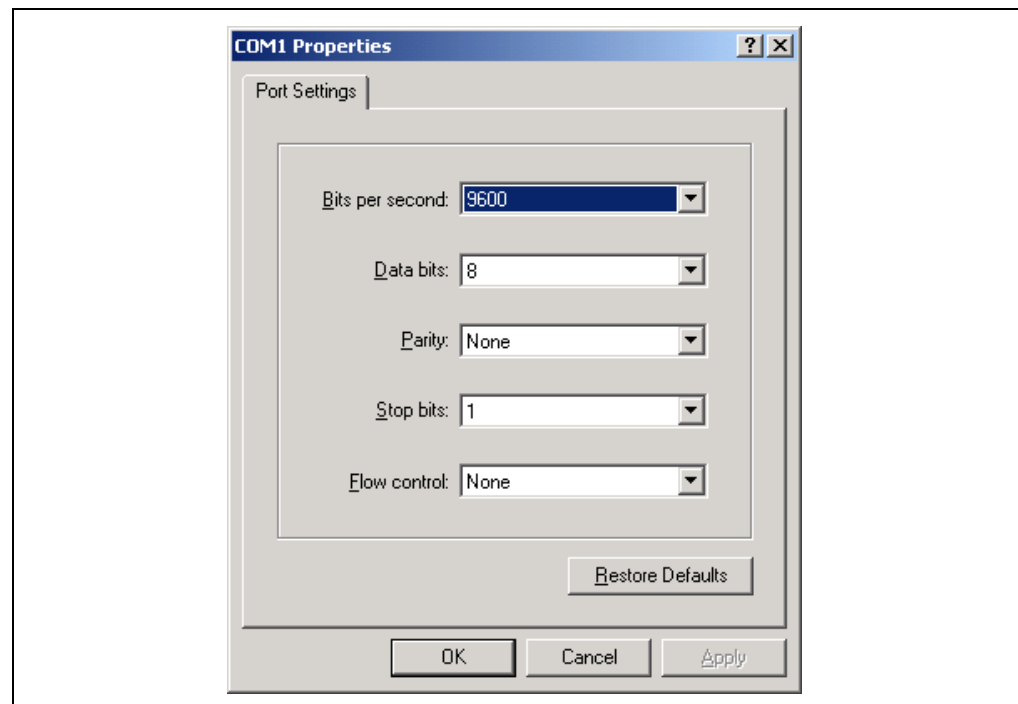 COM1 Properties
Port Settings
Bits per second: 9600
Data bits: 8
Parity: None
Stop bits: 1
Flow control: None
Restore Defaults
OK Cancel Apply